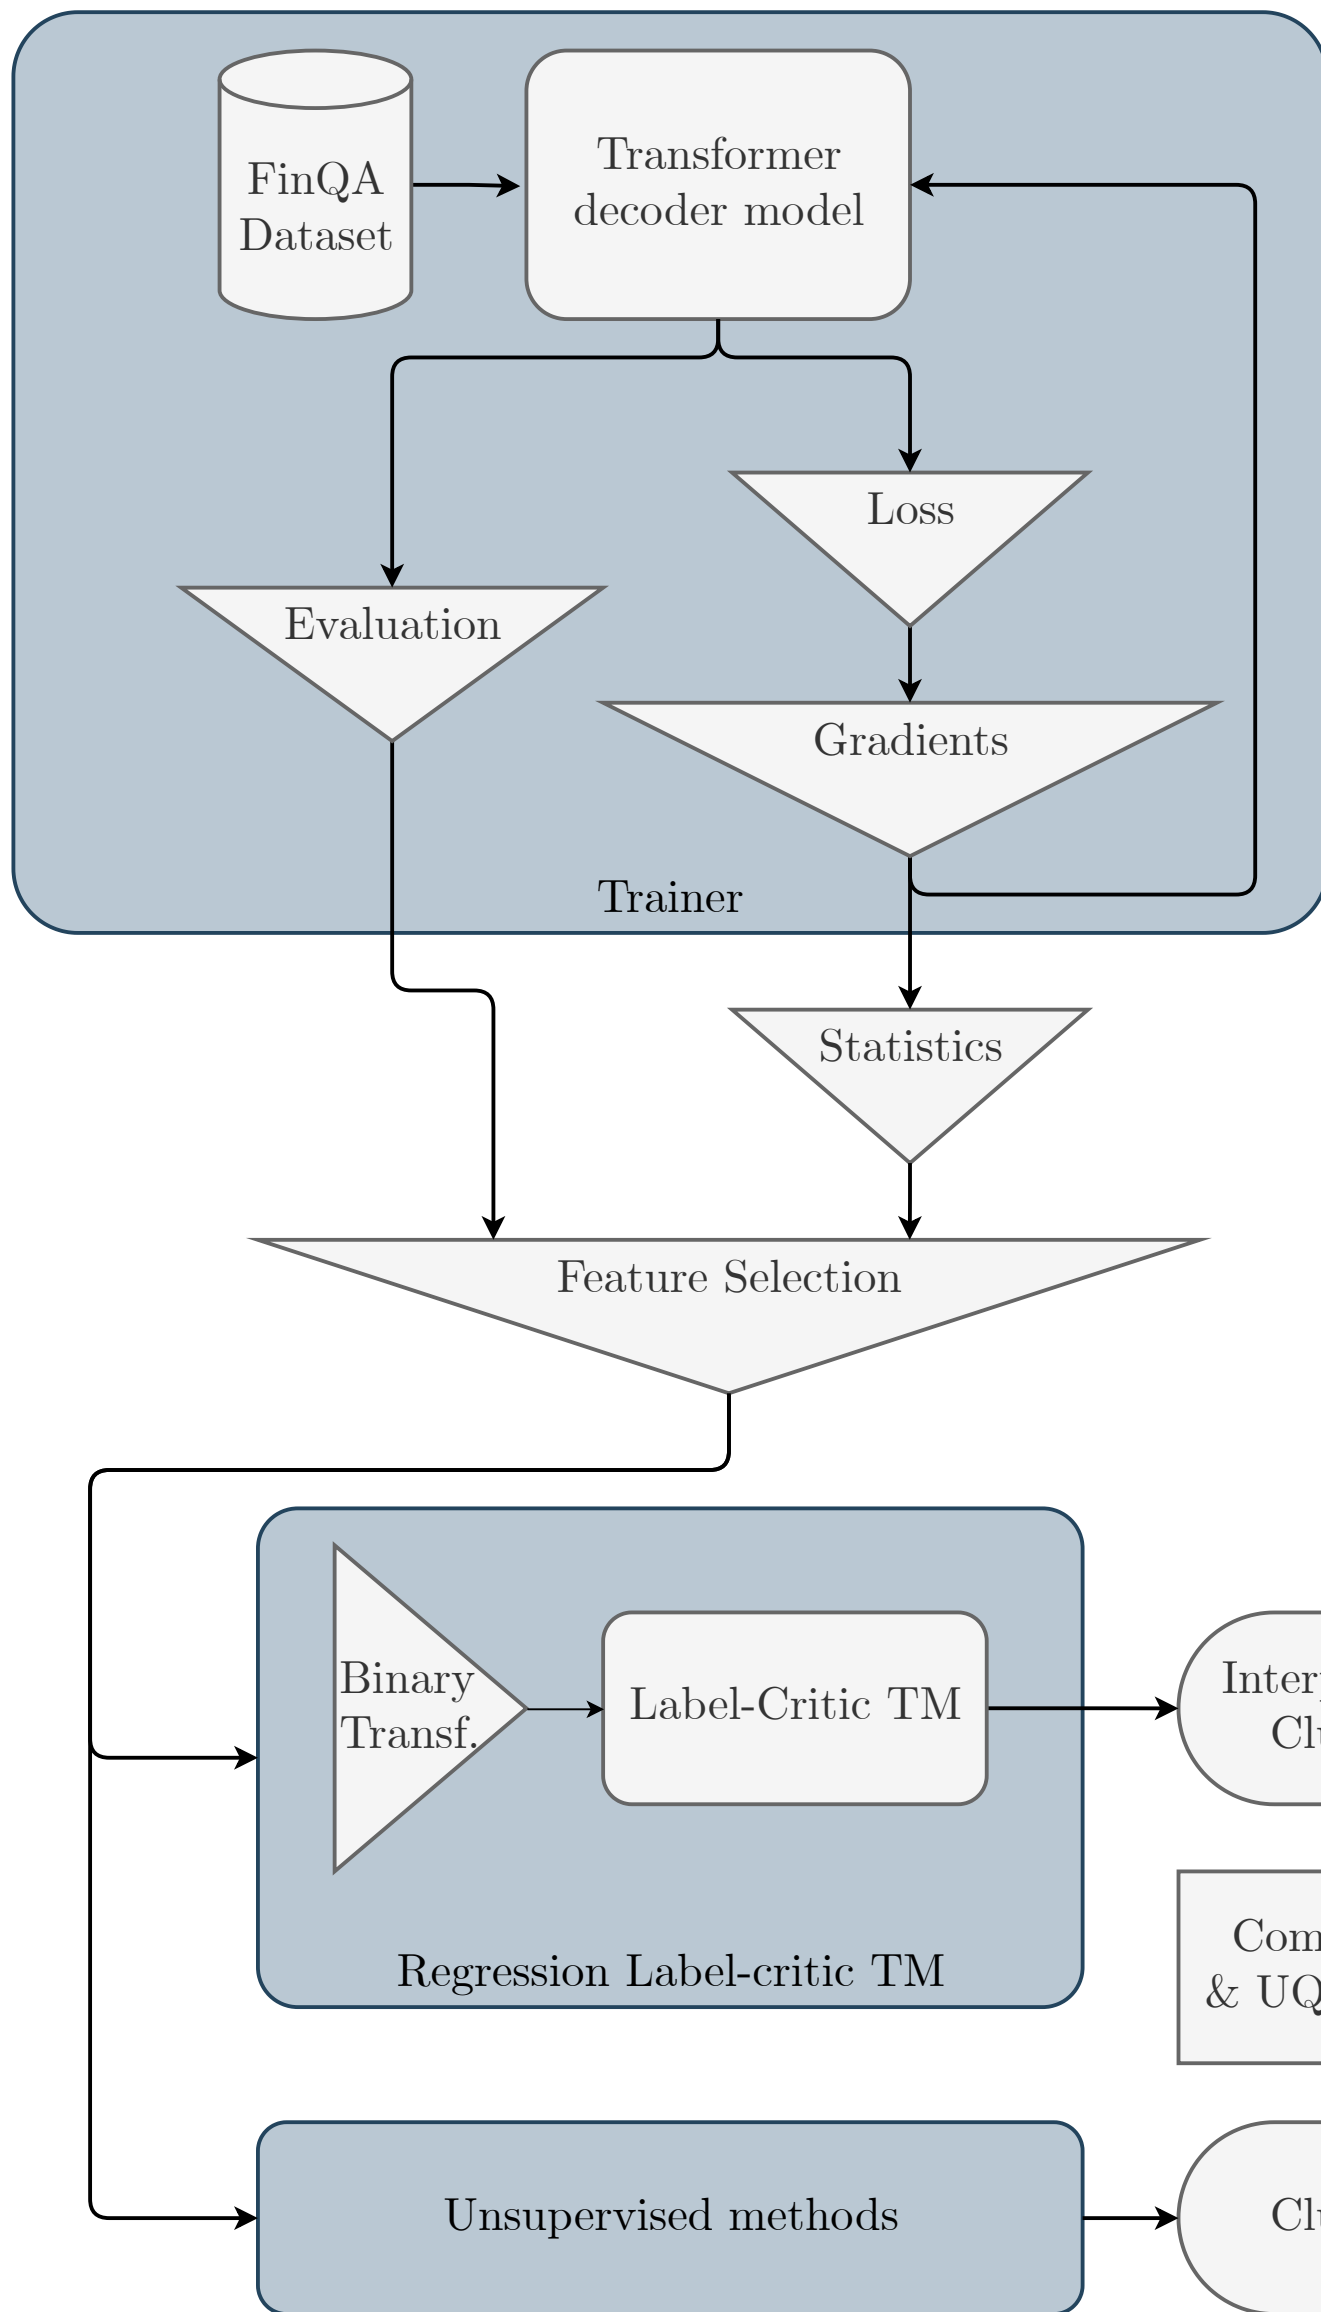 FinQA
Dataset
Transformer
decoder model
Loss
Evaluation
Gradients
Trainer
Statistics
Feature Selection
Binary
Transf.
Label-Critic TM
Regression Label-critic TM
& UQ
Unsupervised methods